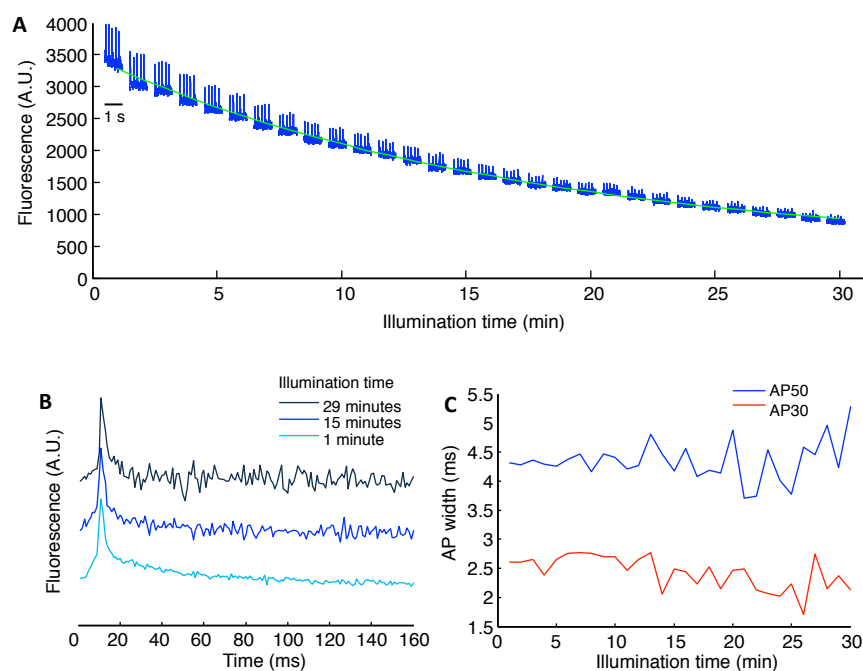 A
Fluorescence (A.U.)
4000
3500
3000
2500
2000
1500
1000
500
0
1 s
0 5 10 15 20 25 30
Illumination time (min)
B
Illumination time
29 minutes
15 minutes
1 minute
Fluorescence (A.U.)
0 20 40 60 80 100 120 140 160
Time (ms)
C
AP50
AP30
AP width (ms)
5.5
5
4.5
4
3.5
3
2.5
2
1.5
0 5 10 15 20 25 30
Illumination time (min)